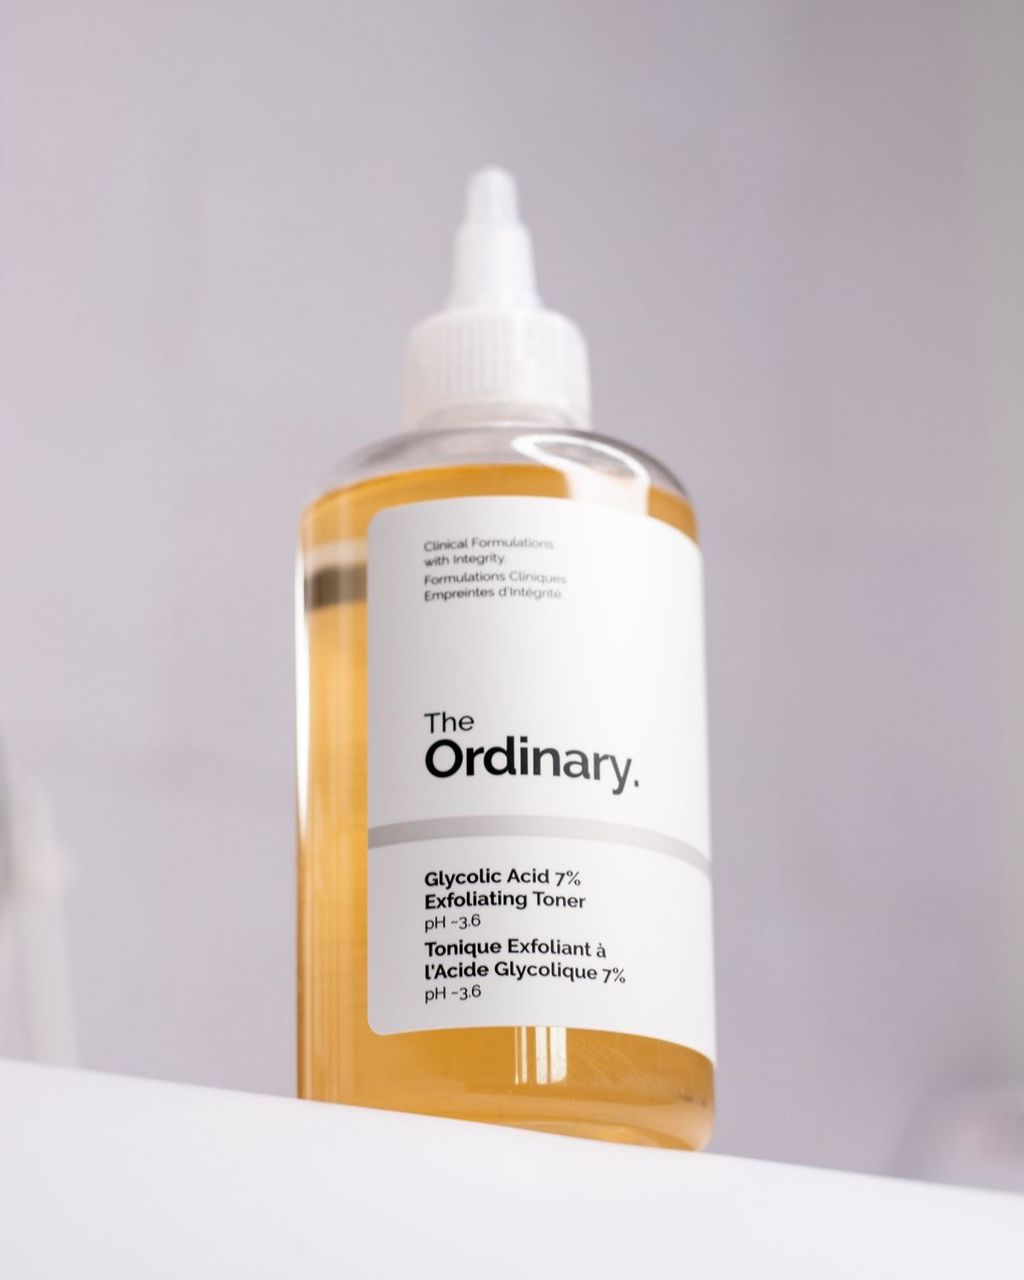 Clinical Formulations
with Integrity.
Formulations Cliniques
Empreintes d'Intégrité.
The
Ordinary.
Glycolic Acid 7%
Exfoliating Toner
pH ~3.6
Tonique Exfoliant à
l'Acide Glycolique 7%
pH ~3.6